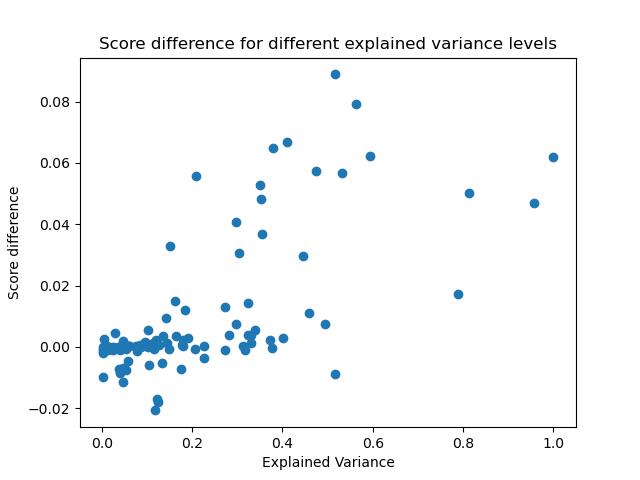 Score difference for different explained variance levels
Score difference
0.08
0.06
0.04
0.02
0.00
−0.02
0.0 0.2 0.4 0.6 0.8 1.0
Explained Variance